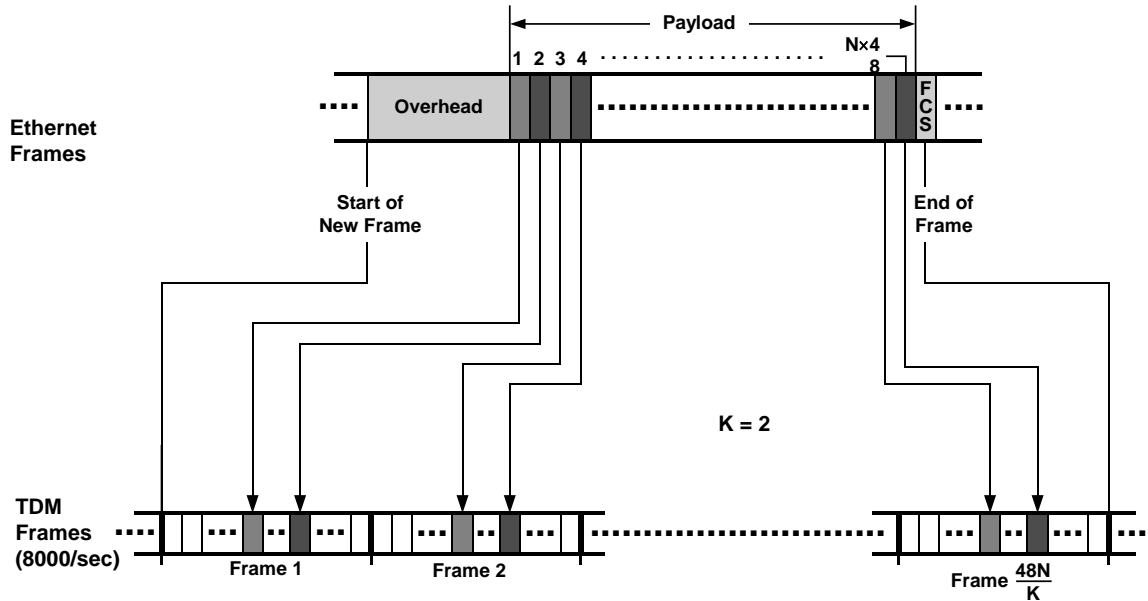 Payload
1 2 3 4
N×4
8
Overhead
F
C
S
Ethernet
Frames
Start of
New Frame
End of
Frame
K = 2
TDM
Frames
(8000/sec)
Frame 1
Frame 2
Frame 48N
K